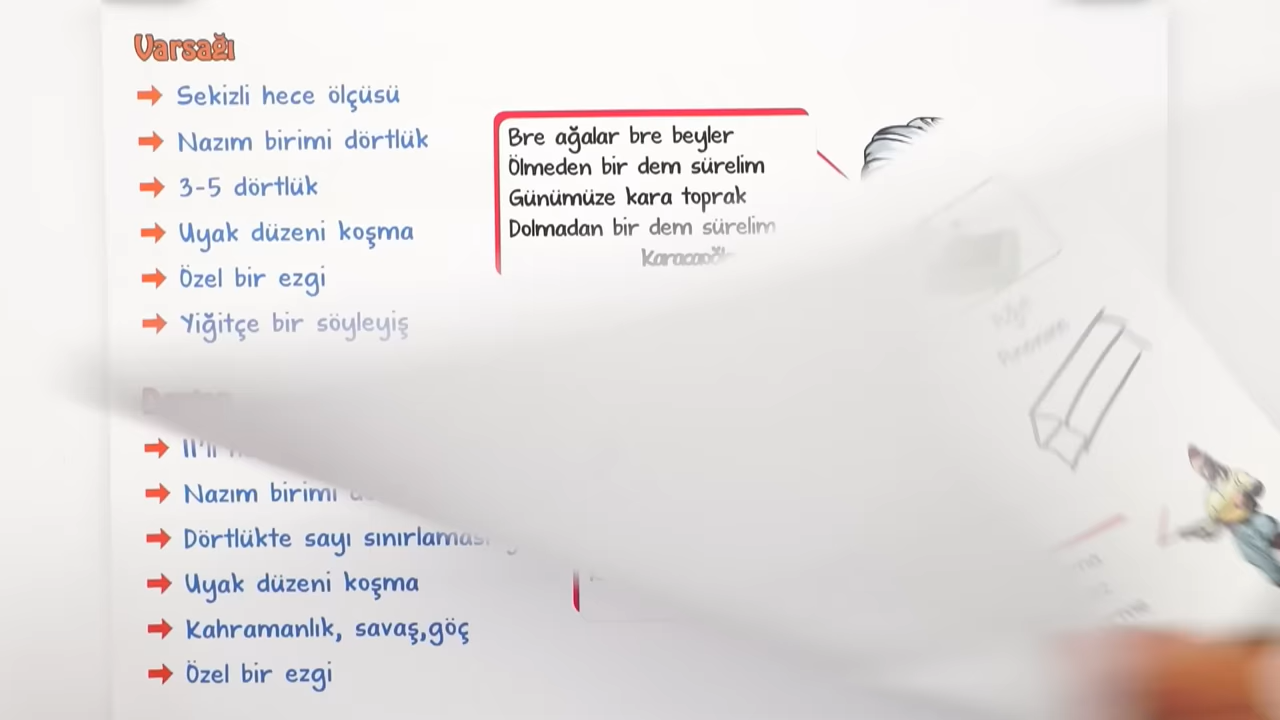 Varsağı
Sekizli hece ölçüsü
Nazım birimi dörtlük
3-5 dörtlük
Uyak düzeni koşma
Özel bir ezgi
Yiğitçe bir söyleyiş
Bre ağalar bre beyler
Ölmeden bir dem sürelim
Günümüze kara toprak
Dolmadan bir dem sürelim
Nazım birimi
Dörtlükte sayı
Uyak düzeni koşma
Kahramanlık, savaş,göç
Özel bir ezgi